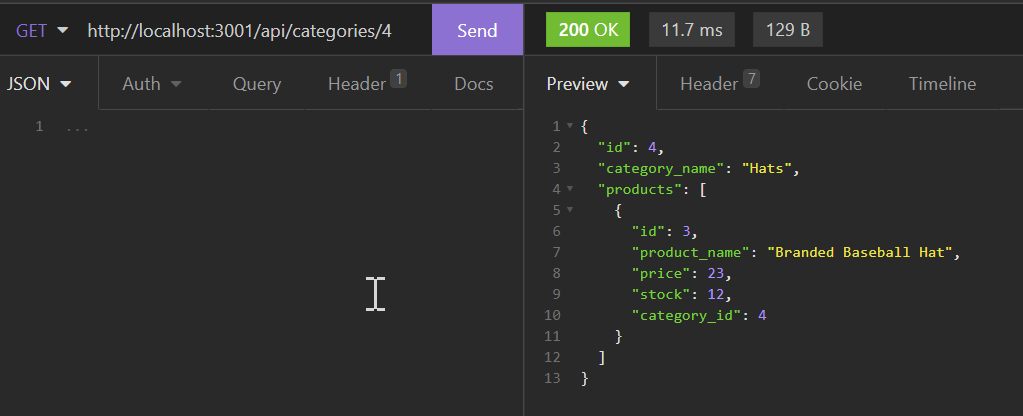 GET http://localhost:3001/api/categories/4 Send 200 OK 11.7 ms 129 B
JSON Auth Query Header 1 Docs Preview Header 7 Cookie Timeline
1 ...
1 {
2 "id": 4,
3 "category_name": "Hats",
4 "products": [
5 {
6 "id": 3,
7 "product_name": "Branded Baseball Hat",
8 "price": 23,
9 "stock": 12,
10 "category_id": 4
11 }
12 ]
13 }